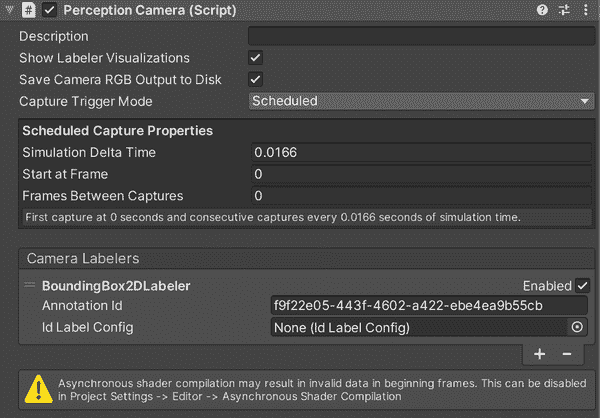 Perception Camera (Script)
Description
Show Labeler Visualizations
Save Camera RGB Output to Disk
Capture Trigger Mode Scheduled
Scheduled Capture Properties
Simulation Delta Time 0.0166
Start at Frame 0
Frames Between Captures 0
First capture at 0 seconds and consecutive captures every 0.0166 seconds of simulation time.
Camera Labelers
BoundingBox2DLabeler Enabled
Annotation Id f9f22e05-443f-4602-a422-ebe4ea9b55cb
Id Label Config None (Id Label Config)
Asynchronous shader compilation may result in invalid data in beginning frames. This can be disabled
in Project Settings -> Editor -> Asynchronous Shader Compilation